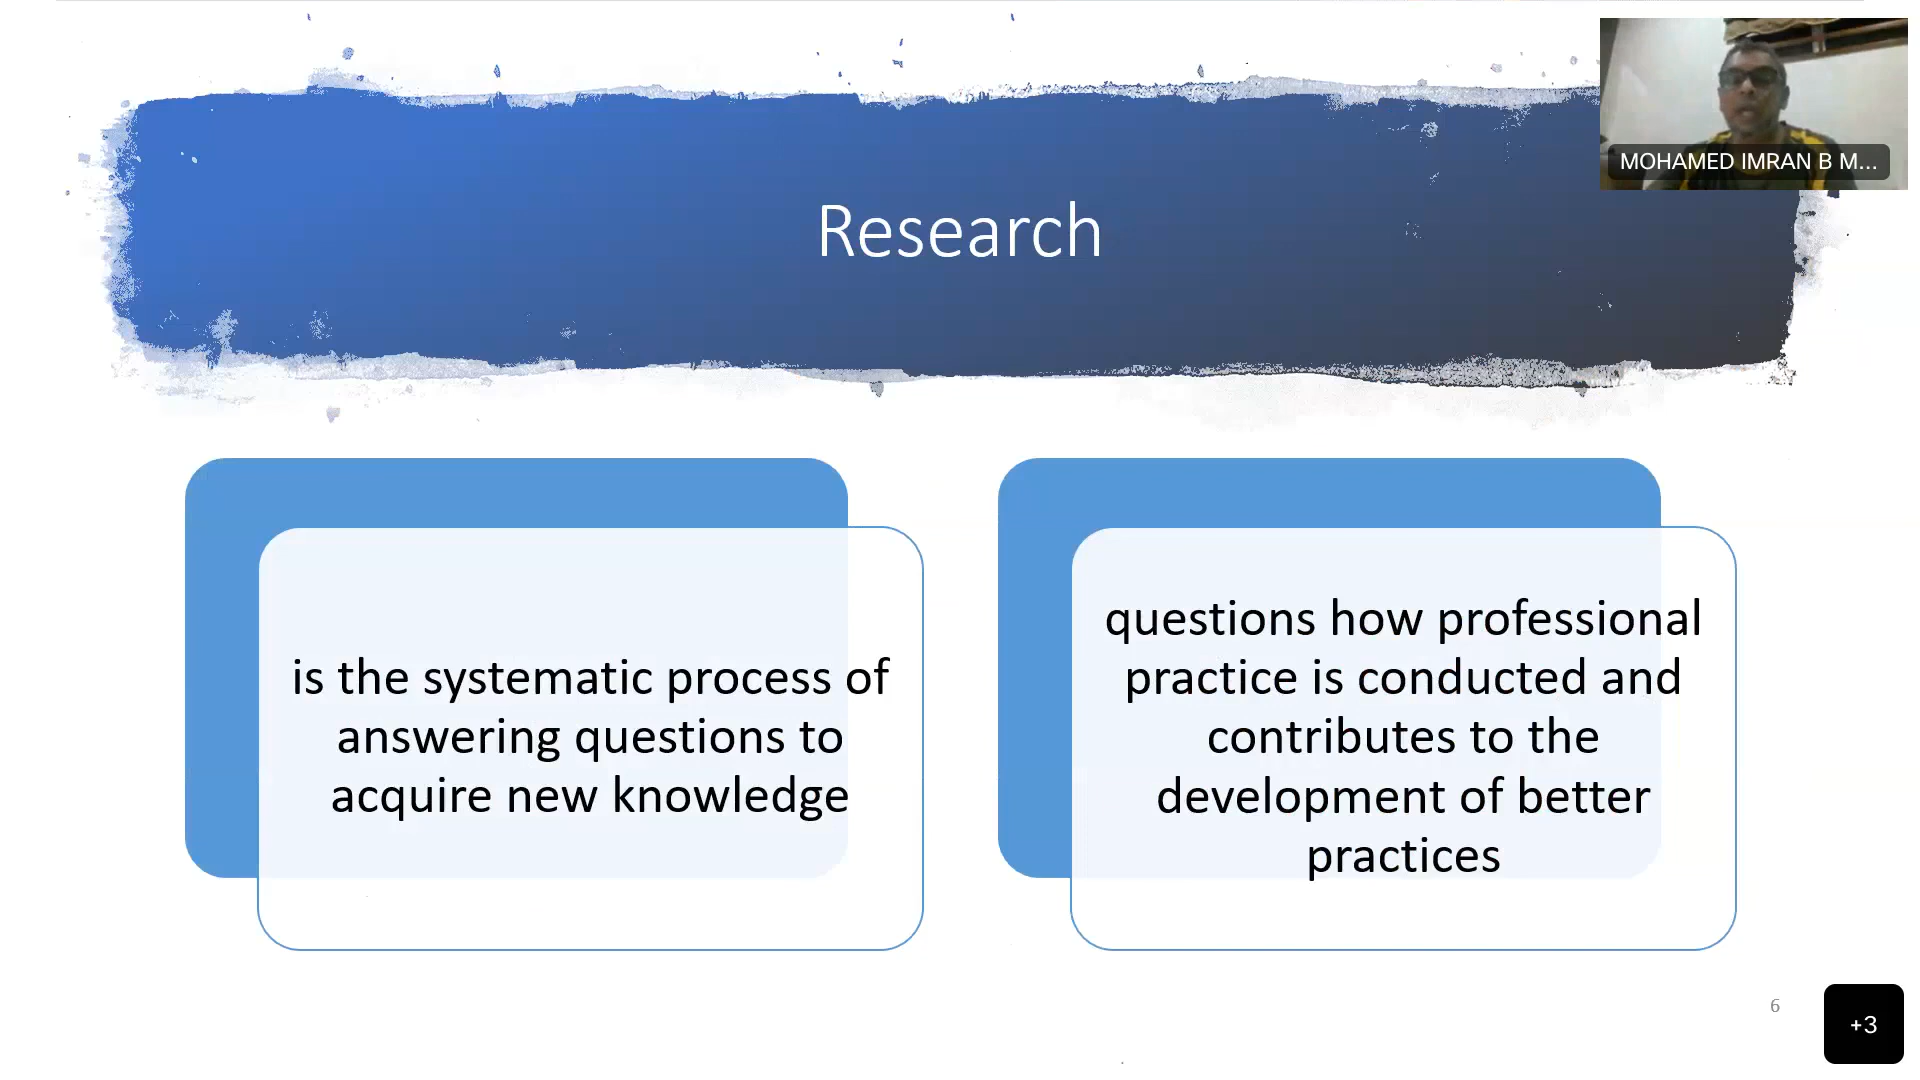 MOHAMED IMRAN B M...
Research
is the systematic process of
answering questions to
acquire new knowledge
questions how professional
practice is conducted and
contributes to the
development of better
practices
6
+3